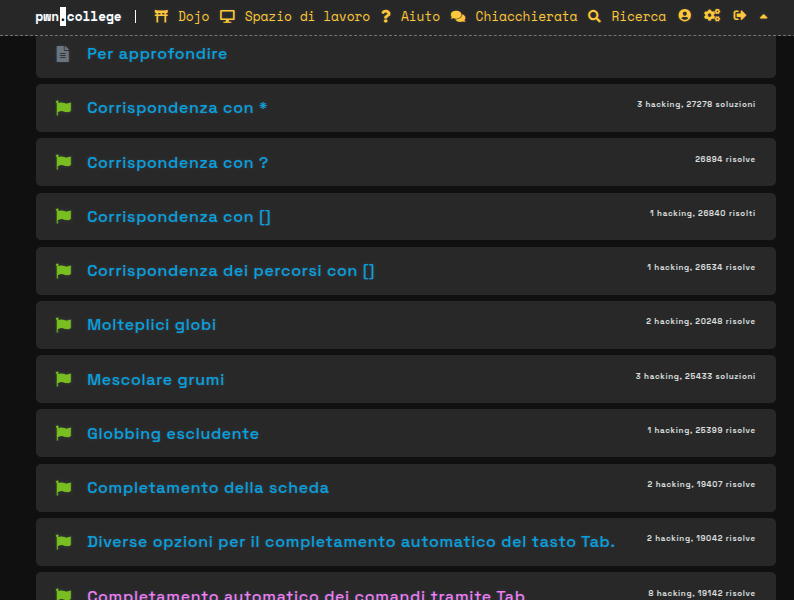 pwn.college | Dojo Spazio di lavoro ? Aiuto Chiacchierata Ricerca
Per approfondire
Corrispondenza con * 3 hacking, 27278 soluzioni
Corrispondenza con ? 26894 risolve
Corrispondenza con [] 1 hacking, 26840 risolti
Corrispondenza dei percorsi con [] 1 hacking, 26534 risolve
Molteplici globi 2 hacking, 20248 risolve
Mescolare grumi 3 hacking, 25433 soluzioni
Globbing escludente 1 hacking, 25399 risolve
Completamento della scheda 2 hacking, 19407 risolve
Diverse opzioni per il completamento automatico del tasto Tab. 2 hacking, 19042 risolve
Completamento automatico dei comandi tramite Tab 8 hacking, 19142 risolve